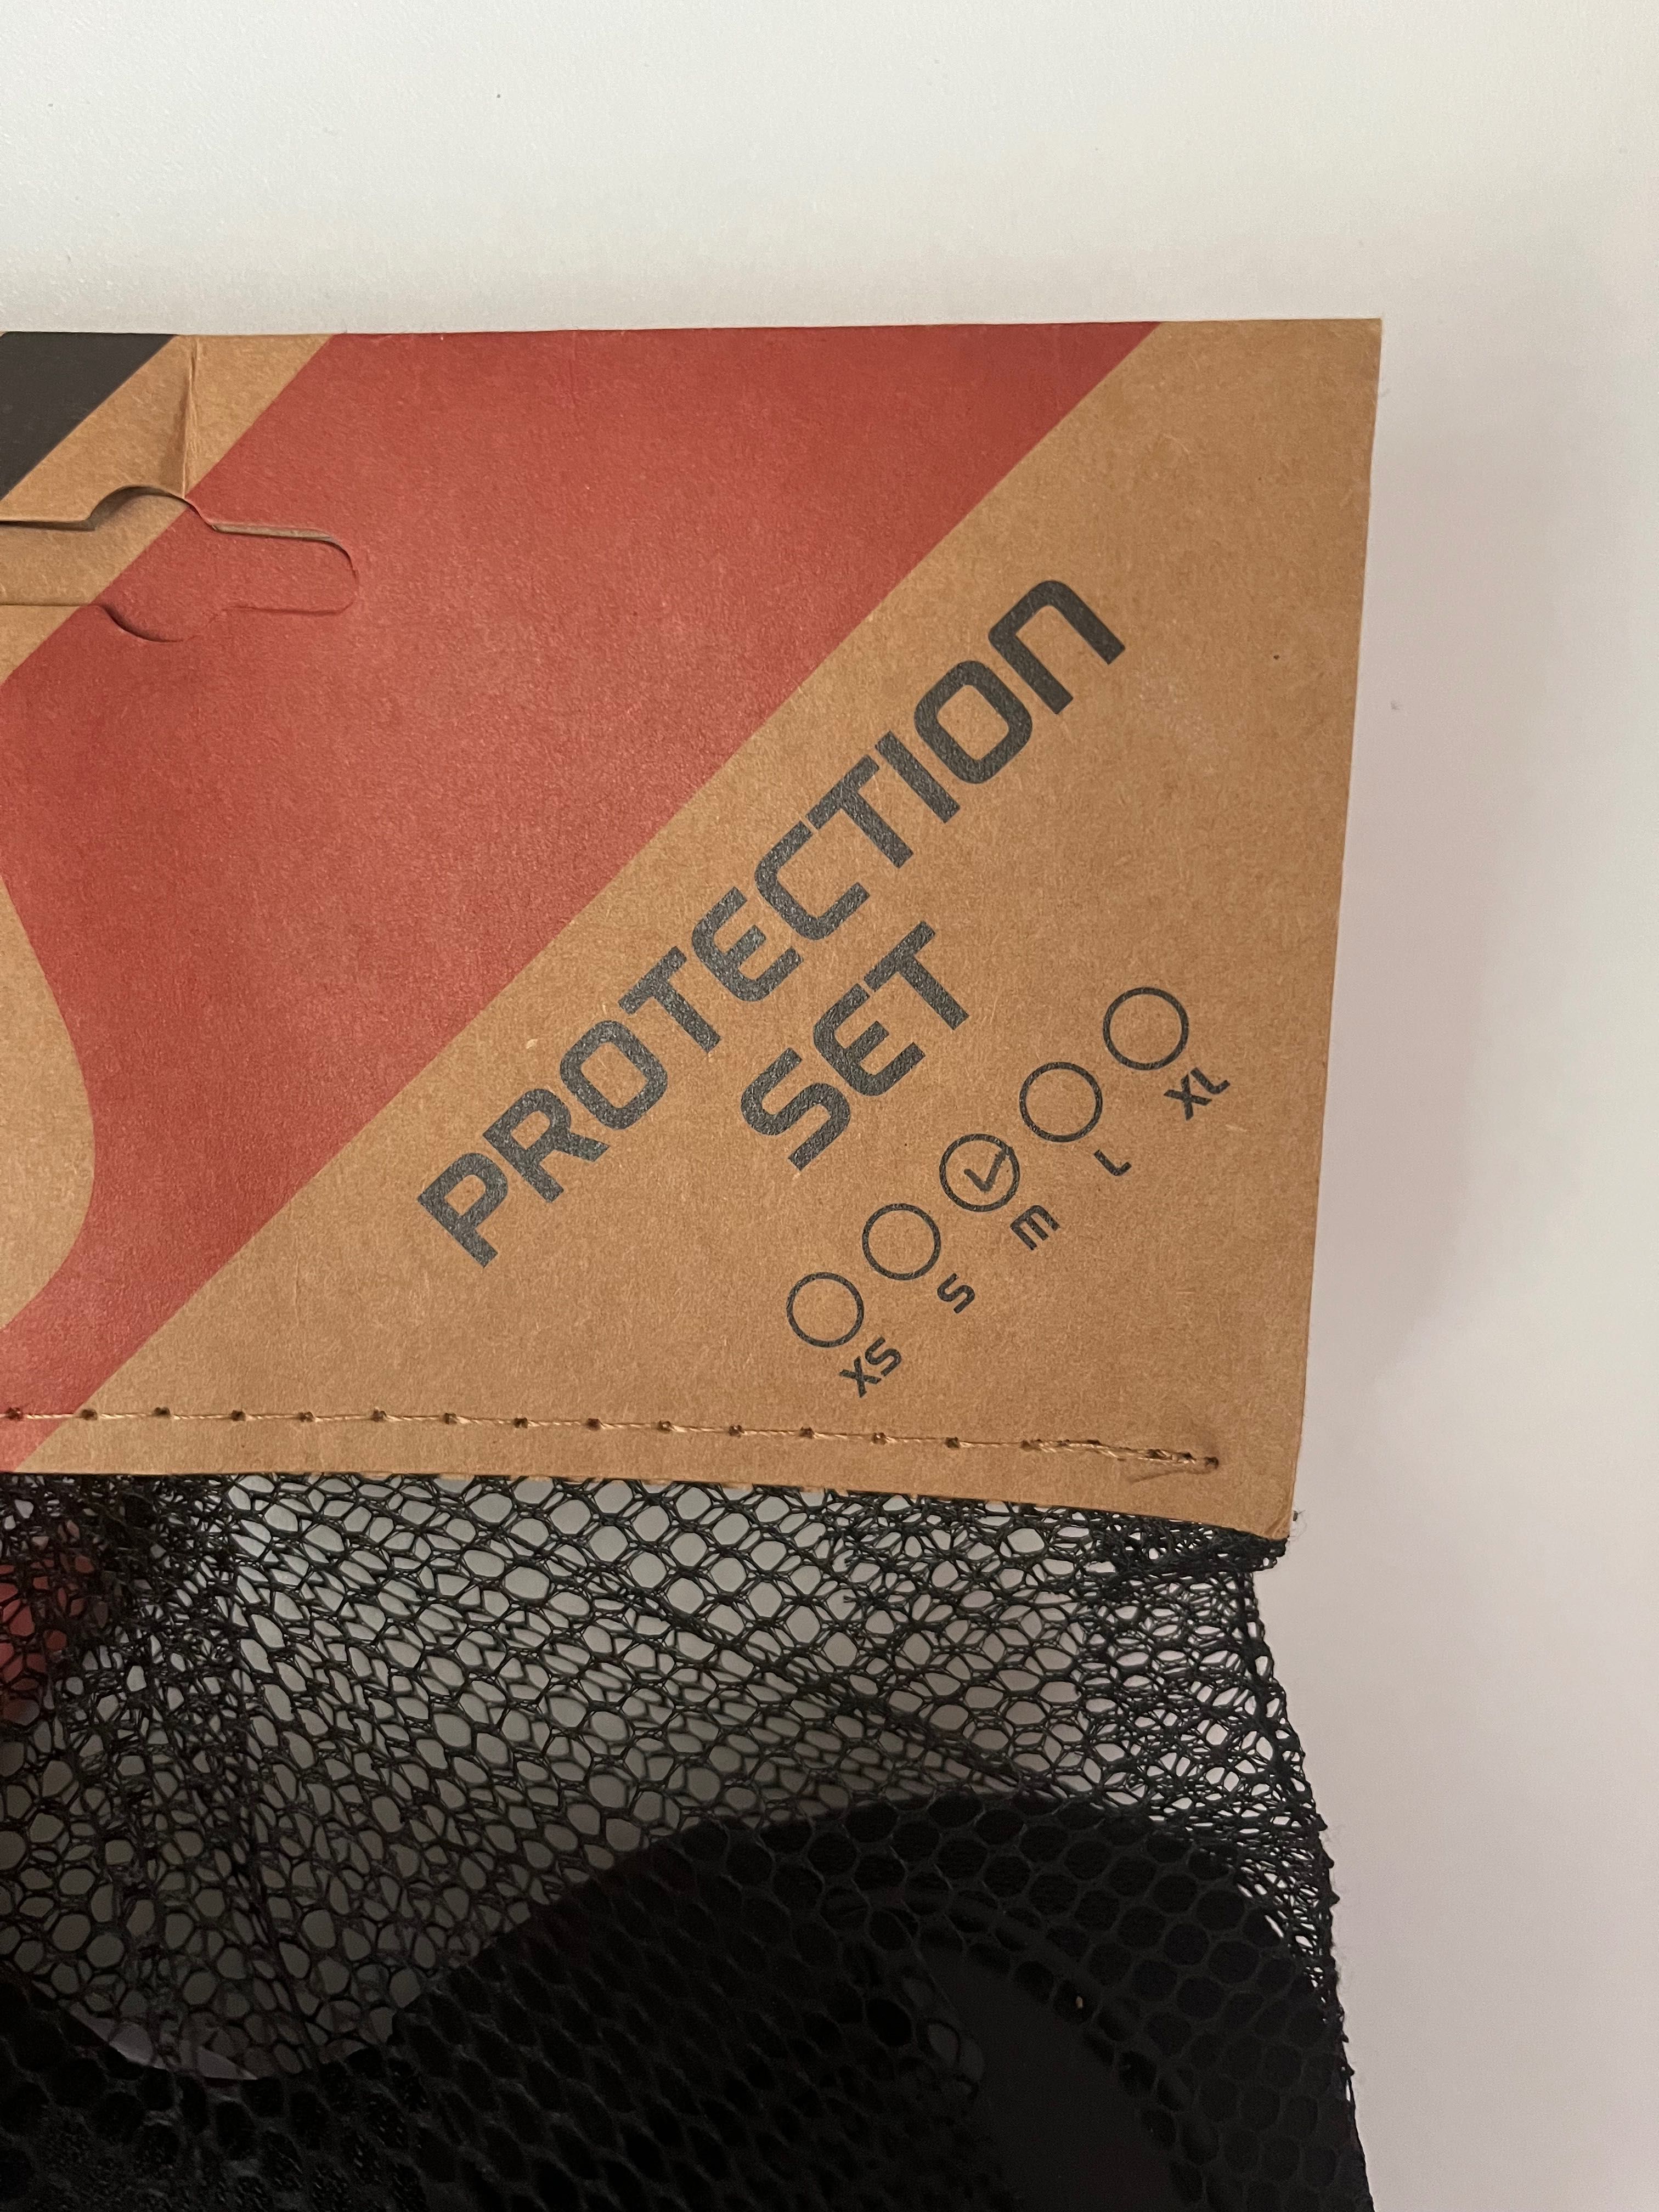 PROTECTION
SET
XS S M L XL